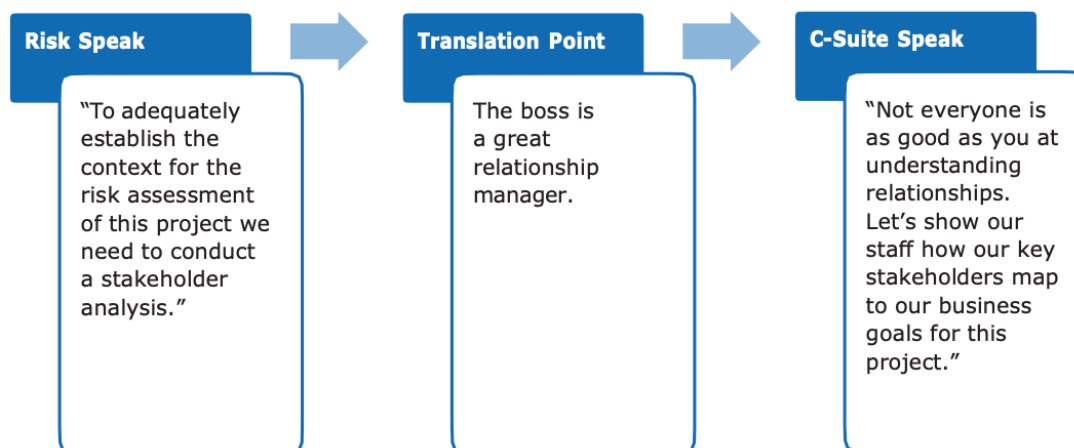 Risk Speak
“To adequately
establish the
context for the
risk assessment
of this project we
need to conduct
a stakeholder
analysis.”
Translation Point
The boss is
a great
relationship
manager.
C-Suite Speak
“Not everyone is
as good as you at
understanding
relationships.
Let’s show our
staff how our key
stakeholders map
to our business
goals for this
project.”